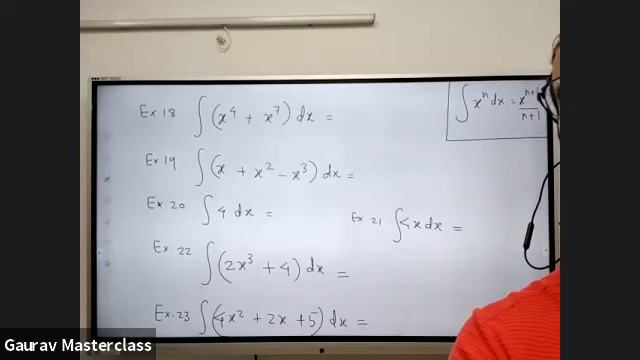 Ex 18 ∫(x⁴ + x⁷) dx =
∫xⁿ dx = xⁿ⁺¹/n+1
Ex 19 ∫(x + x² - x³) dx =
Ex 20 ∫4 dx =
Ex 21 ∫4x dx =
Ex 22 ∫(2x³ + 4) dx =
Ex.23 ∫(4x² + 2x + 5) dx =
Gaurav Masterclass